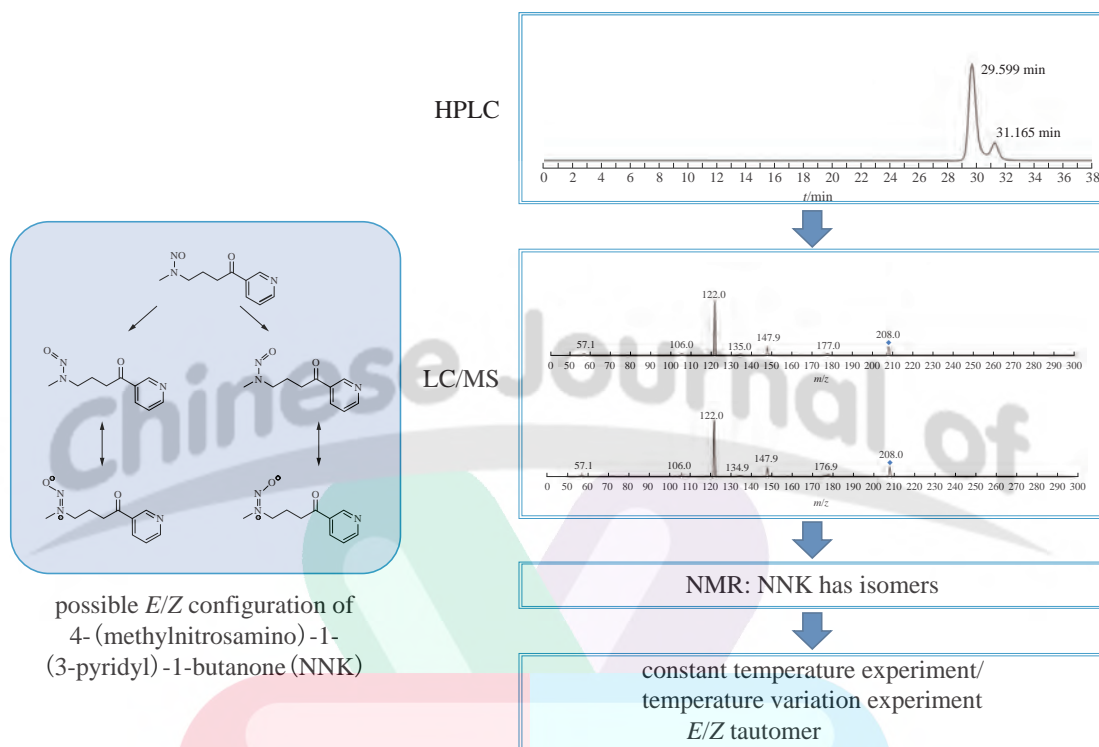 HPLC
29.599 min
31.165 min
0 2 4 6 8 10 12 14 16 18 20 22 24 26 28 30 32 34 36 38
t/min
NO
N
O
N
O
N
N
O
N
O
N
N
O
N
O
N
N
O
N
O
N
N
O
N
O
LC/MS
57.1
106.0
122.0
135.0
147.9
177.0
208.0
0 50 60 70 80 90 100 110 120 130 140 150 160 170 180 190 200 210 220 230 240 250 260 270 280 290 300
m/z
57.1
106.0
122.0
134.9
147.9
176.9
208.0
0 50 60 70 80 90 100 110 120 130 140 150 160 170 180 190 200 210 220 230 240 250 260 270 280 290 300
m/z
NMR: NNK has isomers
constant temperature experiment/
temperature variation experiment
E/Z tautomer
possible E/Z configuration of
4-(methylnitrosamino)-1-
(3-pyridyl)-1-butanone(NNK)
Chinese Journal of